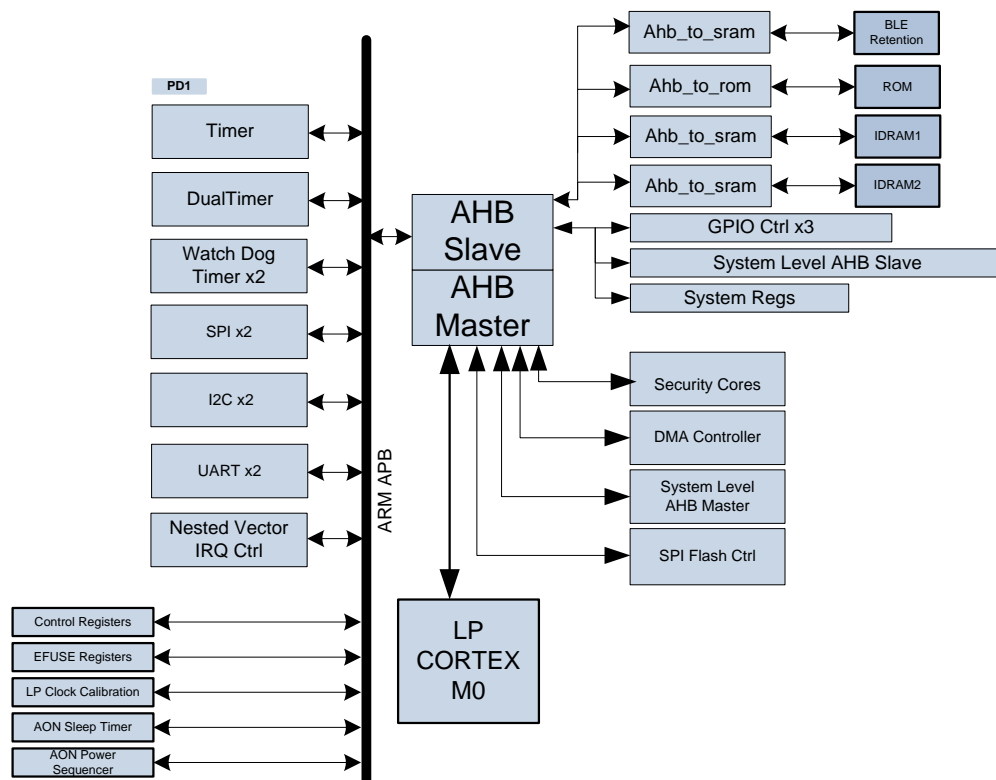 PD1
Timer
DualTimer
Watch Dog
Timer x2
SPI x2
I2C x2
UART x2
Nested Vector
IRQ Ctrl
Control Registers
EFUSE Registers
LP Clock Calibration
AON Sleep Timer
AON Power
Sequencer
ARM APB
AHB
Slave
AHB
Master
LP
CORTEX
M0
Ahb_to_sram
BLE
Retention
Ahb_to_rom
ROM
Ahb_to_sram
IDRAM1
Ahb_to_sram
IDRAM2
GPIO Ctrl x3
System Level AHB Slave
System Regs
Security Cores
DMA Controller
System Level
AHB Master
SPI Flash Ctrl